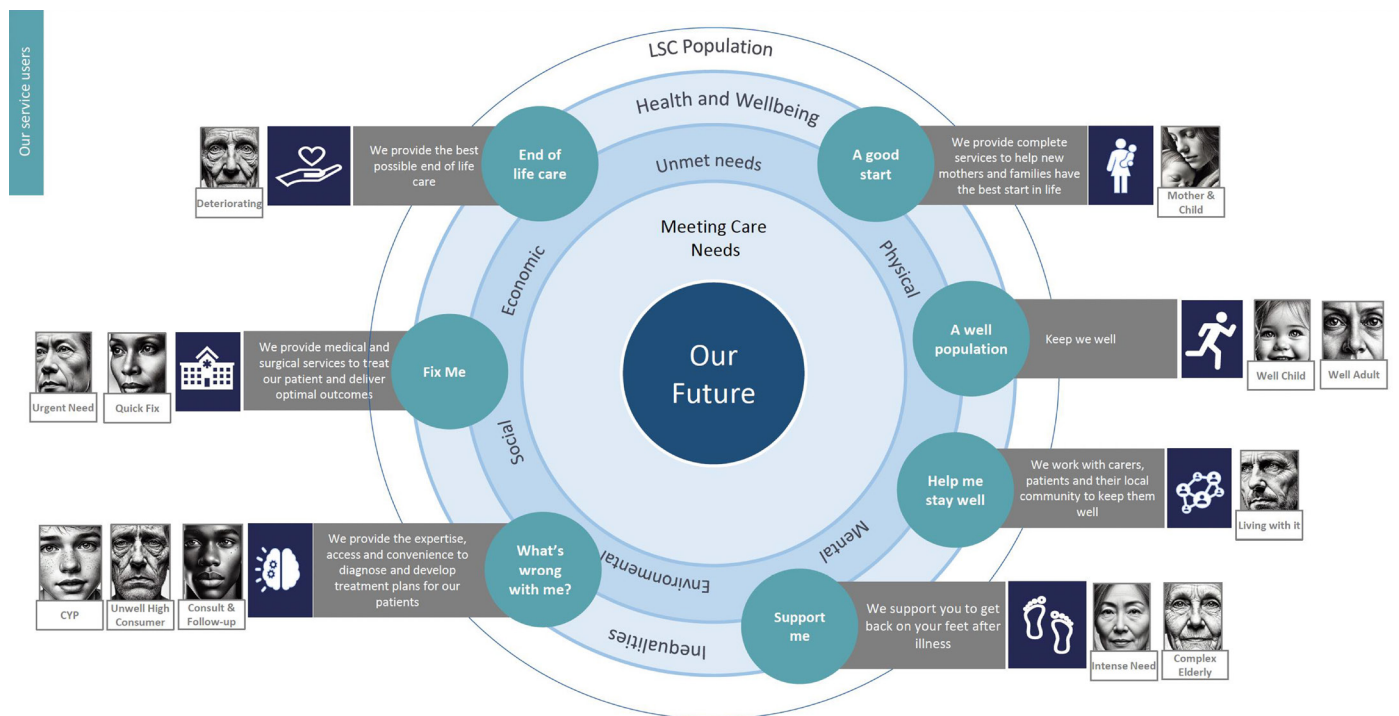 Our service users
LSC Population
Health and Wellbeing
Unmet needs
Meeting Care
Needs
Our
Future
Economic
Social
Physical
Mental
Environmental
Inequalitites
Deteriorating
We provide the best
possible end of life
care
End of
life care
A good
start
We provide complete
services to help new
mothers and families have
the best start in life
Mother &
Child
Urgent Need
Quick Fix
We provide medical and
surgical services to treat
our patient and deliver
optimal outcomes
Fix Me
A well
population
Keep we well
Well Child
Well Adult
Help me
stay well
We work with carers,
patients and their local
community to keep them
well
Living with it
CYP
Unwell High
Consumer
Consult &
Follow-up
We provide the expertise,
access and convenience to
diagnose and develop
treatment plans for our
patients
What's
wrong
with me?
Support
me
We support you to get
back on your feet after
illness
Intense Need
Complex
Elderly